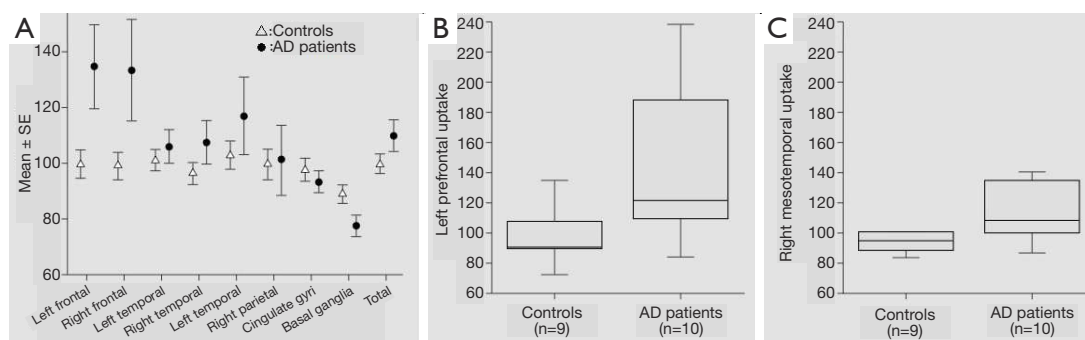 A
△:Controls
●:AD patients
Mean ± SE
140
120
100
80
60
Left frontal
Right frontal
Left temporal
Right temporal
Left temporal
Right parietal
Cingulate gyri
Basal ganglia
Total
B
Left prefrontal uptake
240
220
200
180
160
140
120
100
80
60
Controls
(n=9)
AD patients
(n=10)
C
Right mesotemporal uptake
240
220
200
180
160
140
120
100
80
60
Controls
(n=9)
AD patients
(n=10)